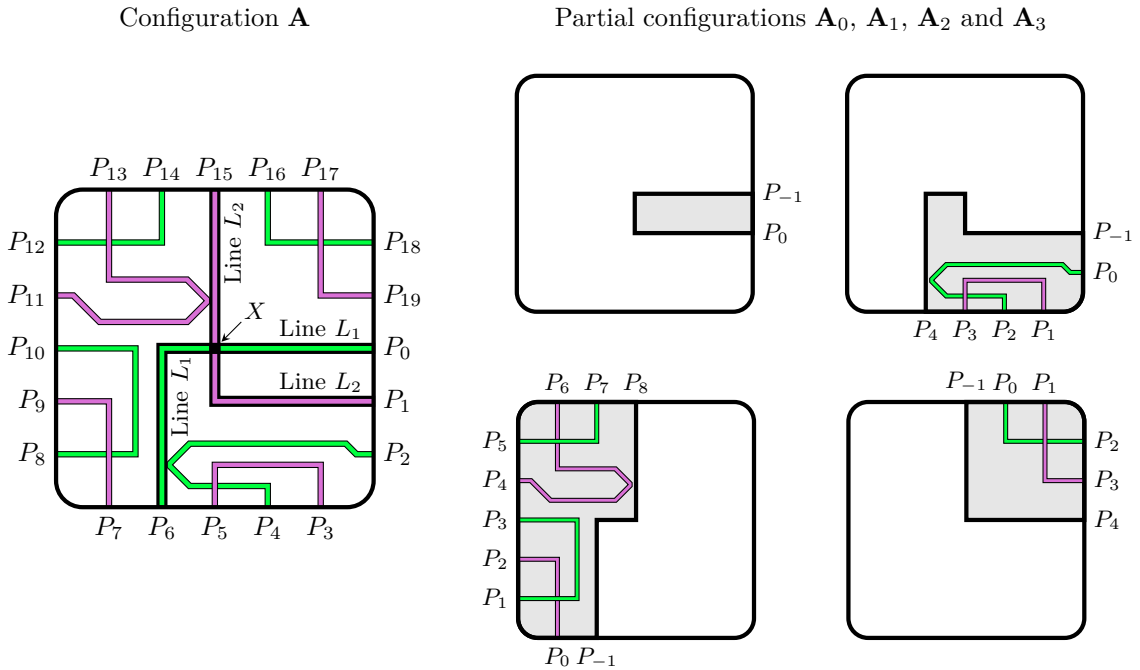 Configuration A
Partial configurations A₀, A₁, A₂ and A₃
P₁₃ P₁₄ P₁₅ P₁₆ P₁₇
P₁₂
P₁₁
P₁₀
P₉
P₈
Line L₂
X
Line L₁
Line L₂
Line L₁
P₁₈
P₁₉
P₀
P₁
P₂
P₇ P₆ P₅ P₄ P₃
P₋₁
P₀
P₋₁
P₀
P₄ P₃ P₂ P₁
P₆ P₇ P₈
P₅
P₄
P₃
P₂
P₁
P₀ P₋₁
P₋₁ P₀ P₁
P₂
P₃
P₄